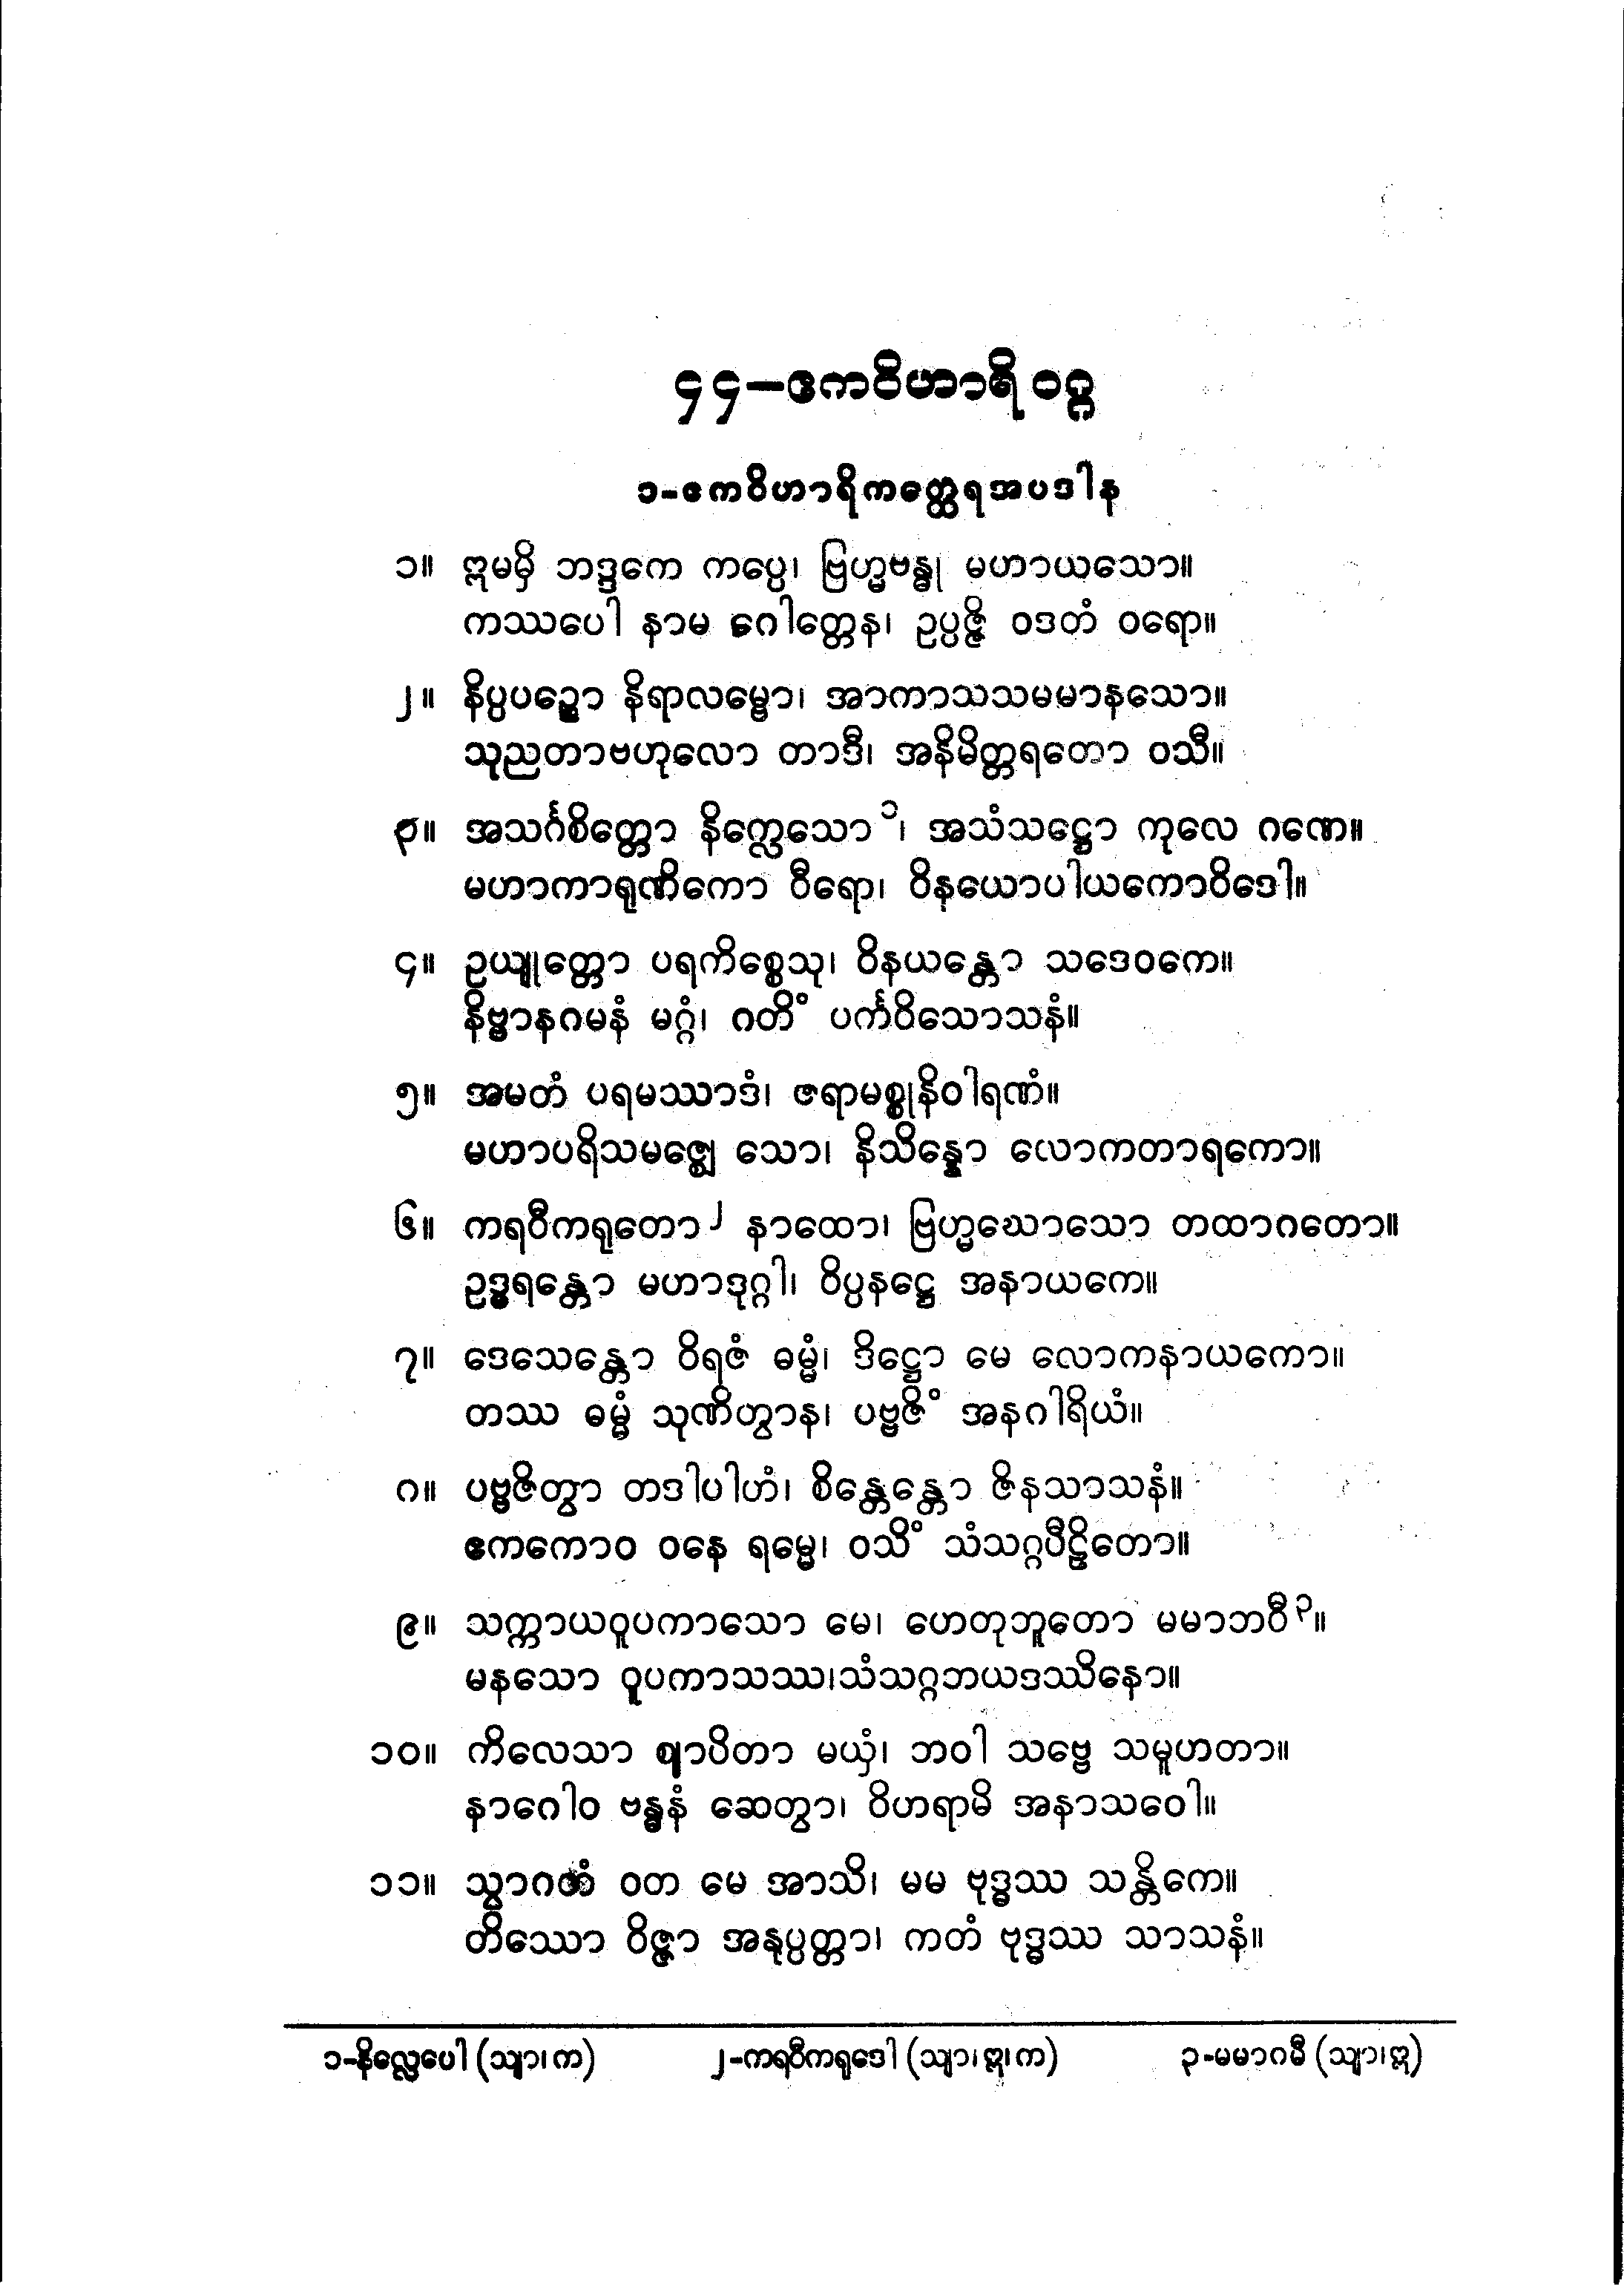 ၄၄–ဧကဝိဟာရိ ဝဂ္ဂ
၁–ဧကဝိဟာရိကတ္ထေရအပဒါန
၁။ ဣမမှိ ဘဒ္ဒကေ ကပ္ပေ၊ ဗြဟ္မဗန္ဓု မဟာယသော။
ကဿပေါ နာမ ဂေါတ္တေန၊ ဥပ္ပဇ္ဇိ ဝဒတံ ဝရော။
၂။ နိပ္ပပဉ္စော နိရာလမ္ဗော၊ အာကာသသမမာနသော။
သုညတာဗဟုလော တာဒီ၊ အနိမိတ္တရတော ဝသီ။
၃။ အသင်္ဂစိတ္တော နိက္လေသော၁၊ အသံသဋ္ဌော ကုလေ ဂဏေ။
မဟာကာရုဏိကော ဝီရော၊ ဝိနယောပါယကောဝိဒေါ။
၄။ ဥယျုတ္တော ပရကိစ္စေသု၊ ဝိနယန္တော သဒေဝကေ။
နိဗ္ဗာနဂမနံ မဂ္ဂံ၊ ဂတိံ ပင်္ကဝိသောသနံ။
၅။ အမတံ ပရမဿာဒံ၊ ဇရာမစ္စုနိဝါရဏံ။
မဟာပရိသမဇ္ဈေ သော၊ နိသိန္နော လောကတာရကော။
၆။ ကရဝီကရုတော၂ နာထော၊ ဗြဟ္မဃောသော တထာဂတော။
ဥဒ္ဓရန္တော မဟာဒုဂ္ဂါ၊ ဝိပ္ပနဋ္ဌေ အနာယကေ။
၇။ ဒေသေန္တော ဝိရဇံ ဓမ္မံ၊ ဒိဋ္ဌော မေ လောကနာယကော။
တဿ ဓမ္မံ သုဏိတွာန၊ ပဗ္ဗဇိံ အနဂါရိယံ။
၈။ ပဗ္ဗဇိတွာ တဒါပါဟံ၊ စိန္တေန္တော ဇိနသာသနံ။
ဧကကောဝ ဝနေ ရမ္မေ၊ ဝသိံ သံသဂ္ဂပီဠိတော။
၉။ သက္ကာယဝူပကာသော မေ၊ ဟေတုဘူတော မမာဘဝီ၃။
မနသော ဝူပကာသဿ၊သံသဂ္ဂဘယဒဿိနော။
၁၀။ ကိလေသာ ဈာပိတာ မယှံ၊ ဘဝါ သဗ္ဗေ သမူဟတာ။
နာဂေါဝ ဗန္ဓနံ ဆေတွာ၊ ဝိဟရာမိ အနာသဝေါ။
၁၁။ သွာဂတံ ဝတ မေ အာသိ၊ မမ ဗုဒ္ဓဿ သန္တိကေ။
တိဿော ဝိဇ္ဇာ အနုပ္ပတ္တာ၊ ကတံ ဗုဒ္ဓဿ သာသနံ။
၁–နိလ္လေပေါ (သျာ၊က) ၂–ကရဝီကရုဒေါ (သျာ၊ဣ၊က) ၃–မမာဂမီ (သျာ၊ဣ)